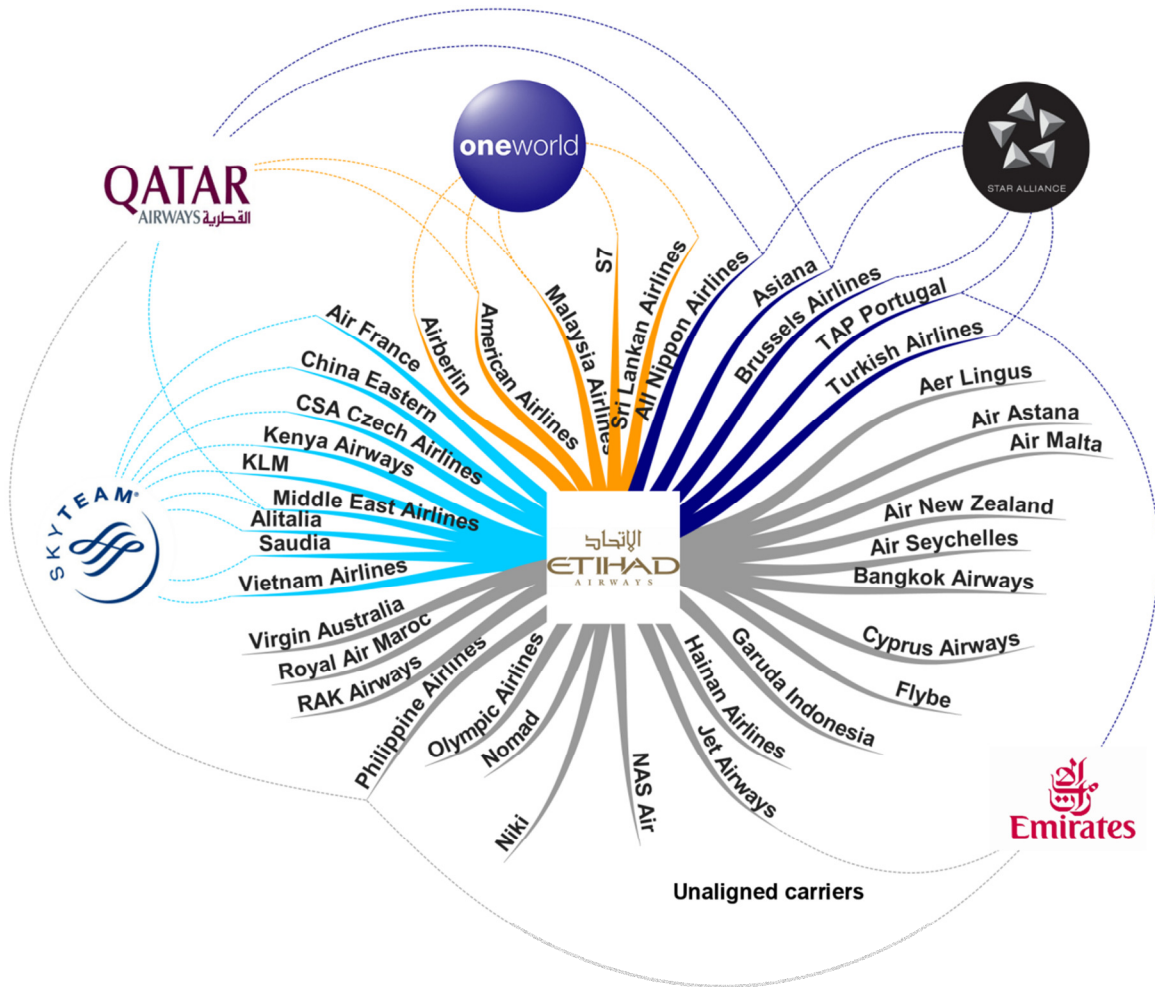 oneworld
STAR ALLIANCE
QATAR
AIRWAYS القطرية
S7
Sri Lankan Airlines
All Nippon Airlines
Asiana
Brussels Airlines
TAP Portugal
Turkish Airlines
Malaysia Airlines
American Airlines
Airberlin
Air France
China Eastern
CSA Czech Airlines
Kenya Airways
KLM
Middle East Airlines
Alitalia
Saudia
Vietnam Airlines
SKYTEAM
الإتحاد
ETIHAD
AIRWAYS
Aer Lingus
Air Astana
Air Malta
Air New Zealand
Air Seychelles
Bangkok Airways
Cyprus Airways
Flybe
Garuda Indonesia
Hainan Airlines
Jet Airways
NAS Air
Niki
Nomad
Olympic Airlines
Philippine Airlines
RAK Airways
Royal Air Maroc
Virgin Australia
Emirates
Unaligned carriers